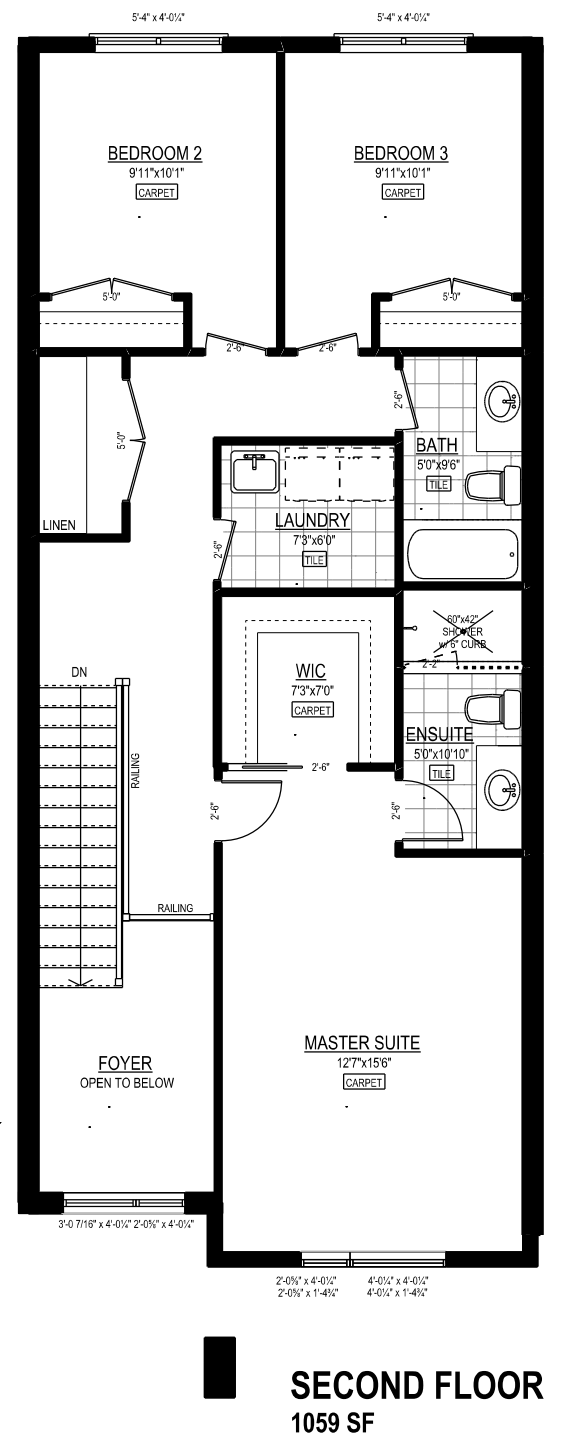 5'-4" x 4'-0¼" 5'-4" x 4'-0¼"
BEDROOM 2
9'11"x10'1"
CARPET
BEDROOM 3
9'11"x10'1"
CARPET
5'-0" 5'-0"
2'-6" 2'-6"
2'-6"
5'-0"
LINEN
BATH
5'0"x9'6"
TILE
LAUNDRY
7'3"x6'0"
TILE
2'-6"
60"x42"
SHOWER
w/ 6" CURB
2'-2"
DN
WIC
7'3"x7'0"
CARPET
ENSUITE
5'0"x10'10"
TILE
RAILING
2'-6"
2'-6"
2'-6"
RAILING
MASTER SUITE
12'7"x15'6"
CARPET
FOYER
OPEN TO BELOW
3'-0 7/16" x 4'-0¼" 2'-0⅝" x 4'-0¼"
2'-0⅝" x 4'-0¼" 4'-0¼" x 4'-0¼"
2'-0⅝" x 1'-4¾" 4'-0¼" x 1'-4¾"
SECOND FLOOR
1059 SF